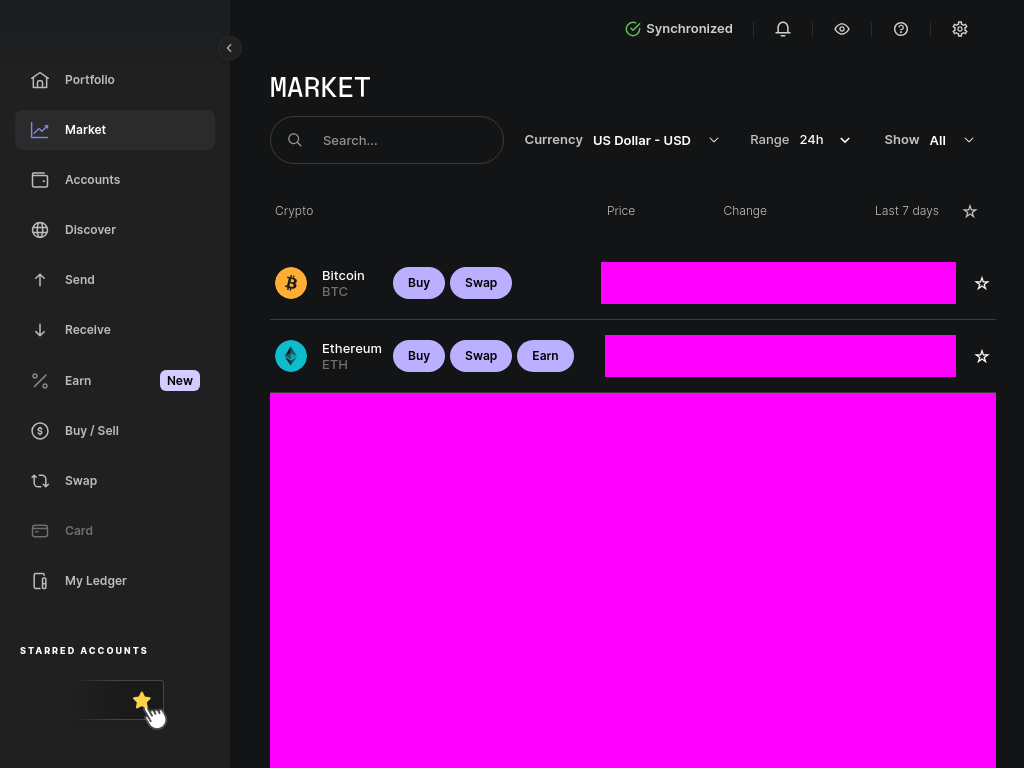 Synchronized
Portfolio
Market
Accounts
Discover
Send
Receive
Earn New
Buy / Sell
Swap
Card
My Ledger
STARRED ACCOUNTS
MARKET
Search...
Currency US Dollar - USD
Range 24h
Show All
Crypto Price Change Last 7 days
Bitcoin
BTC
Buy Swap
Ethereum
ETH
Buy Swap Earn